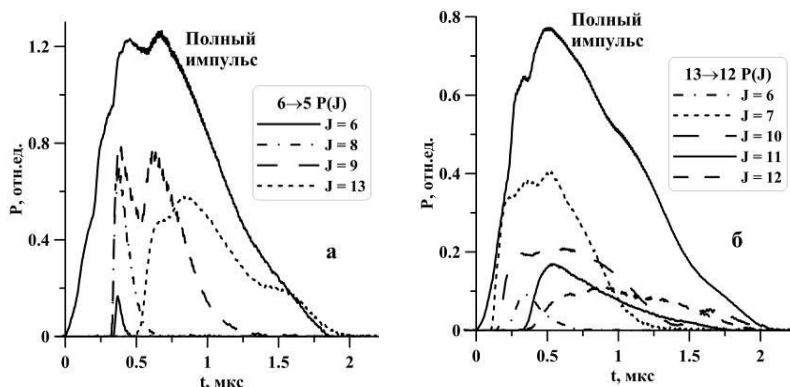 Полный
импульс
6→5 P(J)
J = 6
J = 8
J = 9
J = 13
а
P, отн.ед.
1.2
0.8
0.4
0
0
0.5
1
1.5
2
t, мкс
Полный
импульс
13→12 P(J)
J = 6
J = 7
J = 10
J = 11
J = 12
б
P, отн.ед.
0.8
0.6
0.4
0.2
0
0
0.5
1
1.5
2
t, мкс